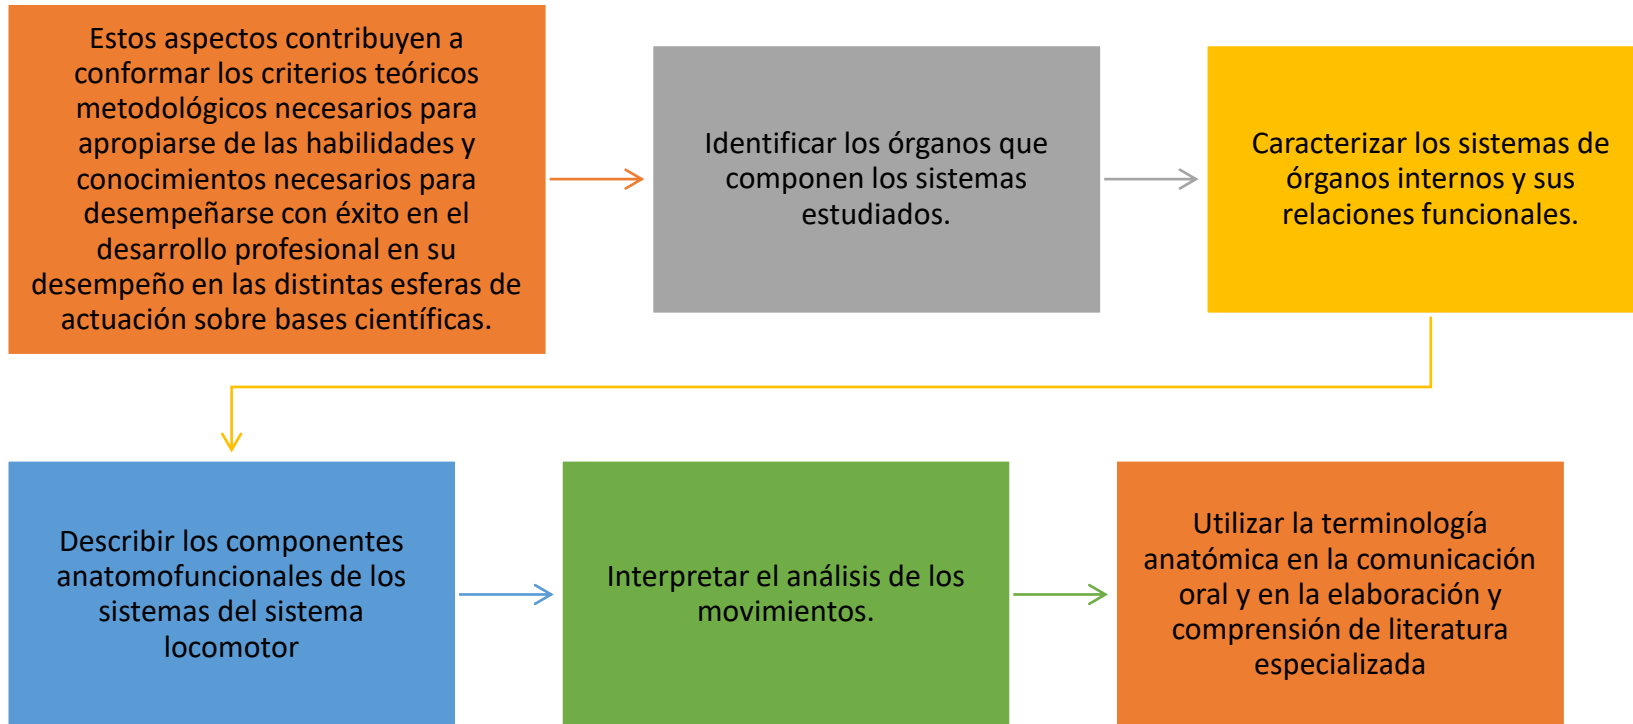 Estos aspectos contribuyen a
conformar los criterios teóricos
metodológicos necesarios para
apropiarse de las habilidades y
conocimientos necesarios para
desempeñarse con éxito en el
desarrollo profesional en su
desempeño en las distintas esferas de
actuación sobre bases científicas.
Identificar los órganos que
componen los sistemas
estudiados.
Caracterizar los sistemas de
órganos internos y sus
relaciones funcionales.
Describir los componentes
anatomofuncionales de los
sistemas del sistema
locomotor
Interpretar el análisis de los
movimientos.
Utilizar la terminología
anatómica en la comunicación
oral y en la elaboración y
comprensión de literatura
especializada